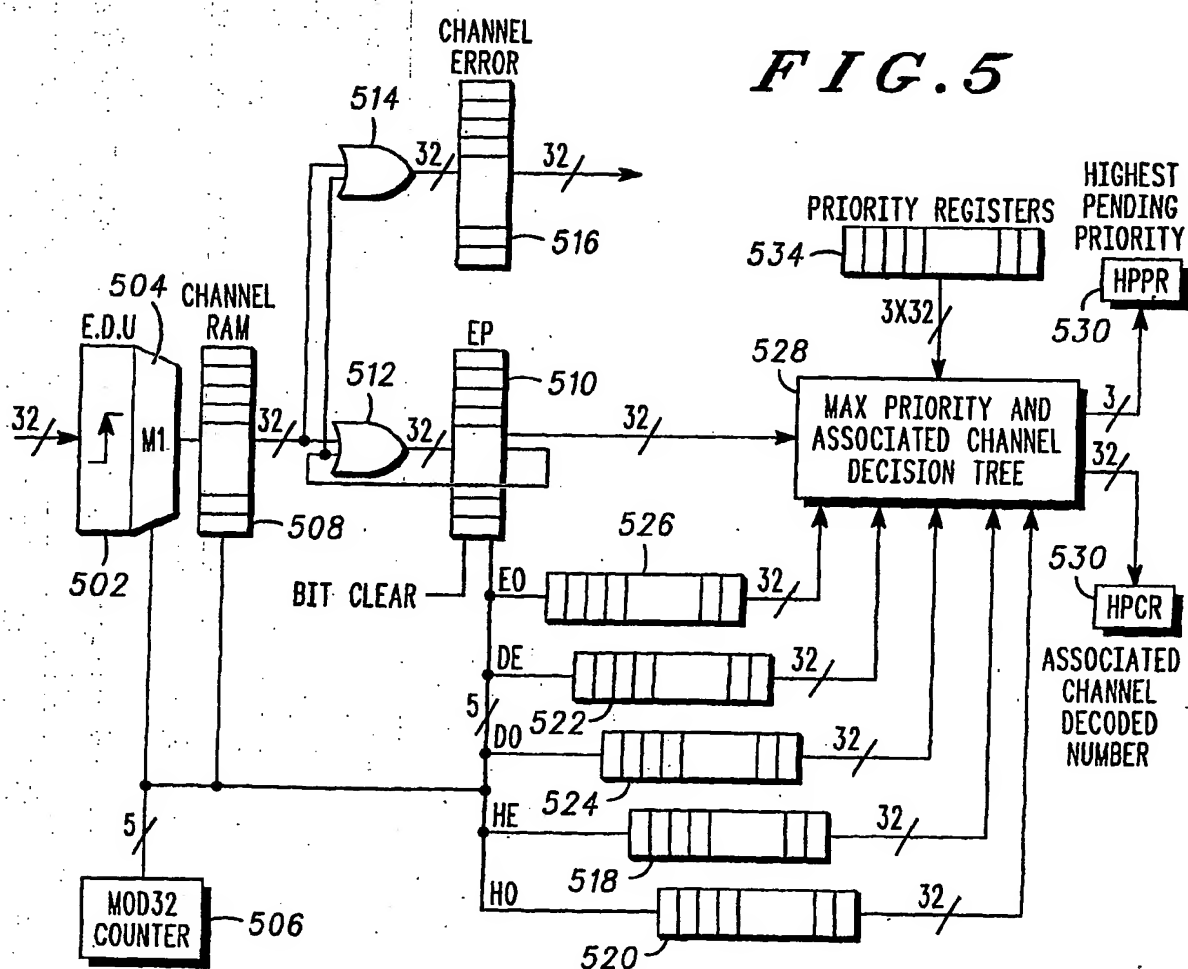 FIG.5
CHANNEL
ERROR
514
32
32
516
PRIORITY REGISTERS
534
3X32
HIGHEST
PENDING
PRIORITY
HPPR
530
504
E.D.U
CHANNEL
RAM
32
M1
502
508
32
512
32
EP
510
32
528
MAX PRIORITY AND
ASSOCIATED CHANNEL
DECISION TREE
3
32
530
HPCR
ASSOCIATED
CHANNEL
DECODED
NUMBER
BIT CLEAR
EO
526
32
DE
522
32
5
DO
524
32
HE
518
32
HO
520
32
5
MOD32
COUNTER
506